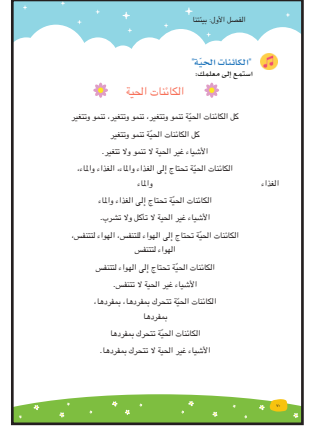 الفصل الأول: بيئتنا
"الكائنات الحيّة"
استمع إلى معلمك:
الكائنات الحية
كل الكائنات الحيّة تنمو وتتغير، تنمو وتتغير، تنمو وتتغير
كل الكائنات الحيّة تنمو وتتغير
الأشياء غير الحية لا تنمو ولا تتغير.
الكائنات الحيّة تحتاج إلى الغذاء والماء، الغذاء والماء،
الغذاء والماء
الكائنات الحيّة تحتاج إلى الغذاء والماء
الأشياء غير الحية لا تأكل ولا تشرب.
الكائنات الحيّة تحتاج إلى الهواء للتنفس، الهواء لتتنفس،
الهواء لتتنفس
الكائنات الحيّة تحتاج إلى الهواء لتتنفس
الأشياء غير الحية لا تتنفس.
الكائنات الحيّة تتحرك بمفردها، بمفردها،
بمفردها
الكائنات الحيّة تتحرك بمفردها
الأشياء غير الحية لا تتحرك بمفردها.